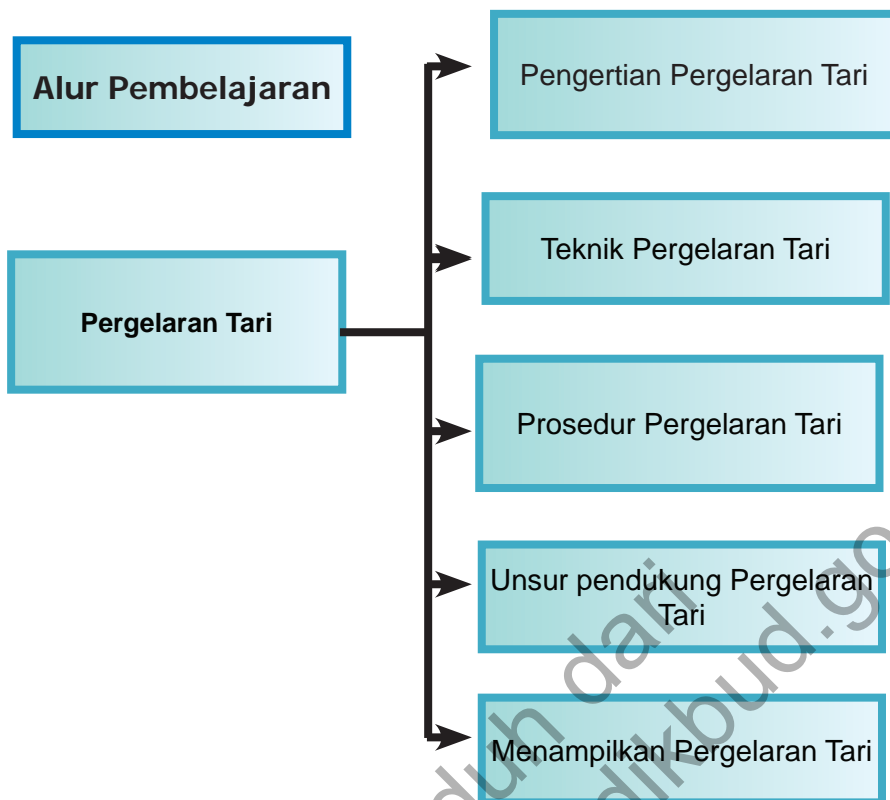 Alur Pembelajaran
Pergelaran Tari
Pengertian Pergelaran Tari
Teknik Pergelaran Tari
Prosedur Pergelaran Tari
Unsur pendukung Pergelaran
Tari
Menampilkan Pergelaran Tari
dari